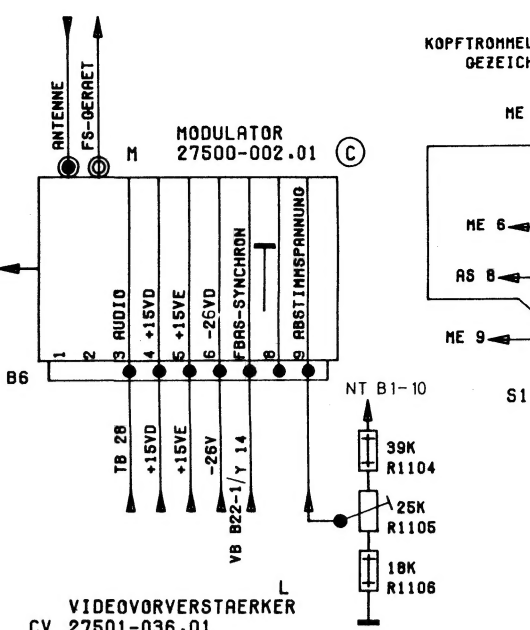 KOPFTROMMEL
GEZEICH
ANTENNE
FS-GERAET
M
MODULATOR
27500-002.01
C
ME
ME 6
AS 8
ME 9
S1
1
2
3 AUDIO
4 +15VD
5 +15VE
6 -26VD
FBAS-SYNCHRON
8
9 ABSTIMMSPANNUNG
B6
TB 28
+15VD
+15VE
-26V
VB B22-1/Y 14
NT B1-10
39K
R1104
25K
R1105
18K
R1106
L
VIDEOVORVERSTAERKER
CV 27501-036.01